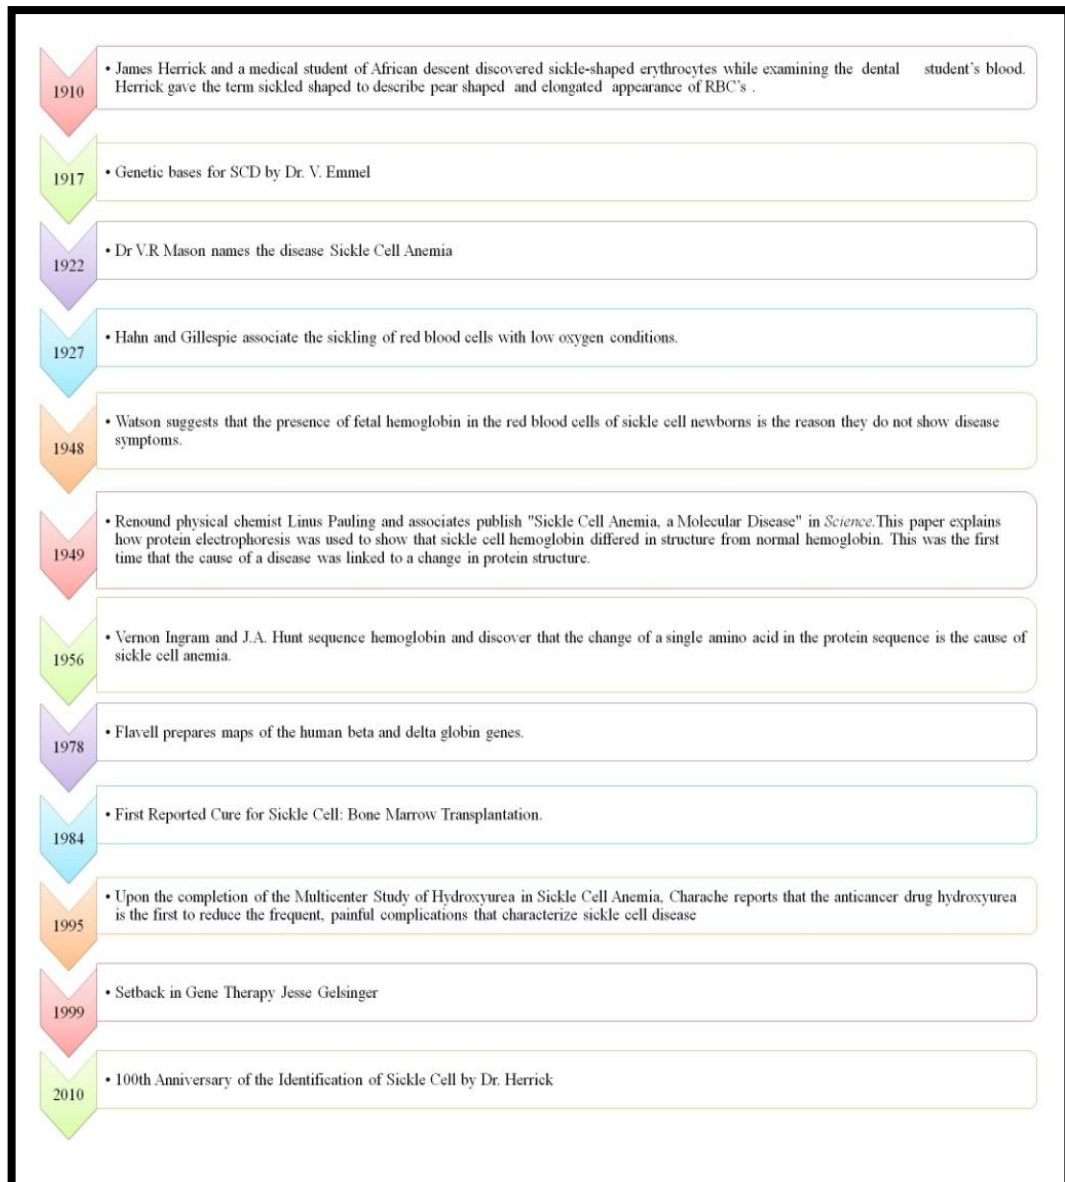 1910
• James Herrick and a medical student of African descent discovered sickle-shaped erythrocytes while examining the dental student's blood.
Herrick gave the term sickled shaped to describe pear shaped and elongated appearance of RBC's .
1917
• Genetic bases for SCD by Dr. V. Emmel
1922
• Dr V.R Mason names the disease Sickle Cell Anemia
1927
• Hahn and Gillespie associate the sickling of red blood cells with low oxygen conditions.
1948
• Watson suggests that the presence of fetal hemoglobin in the red blood cells of sickle cell newborns is the reason they do not show disease
symptoms.
1949
• Renound physical chemist Linus Pauling and associates publish "Sickle Cell Anemia, a Molecular Disease" in Science.This paper explains
how protein electrophoresis was used to show that sickle cell hemoglobin differed in structure from normal hemoglobin. This was the first
time that the cause of a disease was linked to a change in protein structure.
1956
• Vernon Ingram and J.A. Hunt sequence hemoglobin and discover that the change of a single amino acid in the protein sequence is the cause of
sickle cell anemia.
1978
• Flavell prepares maps of the human beta and delta globin genes.
1984
• First Reported Cure for Sickle Cell: Bone Marrow Transplantation.
1995
• Upon the completion of the Multicenter Study of Hydroxyurea in Sickle Cell Anemia, Charache reports that the anticancer drug hydroxyurea
is the first to reduce the frequent, painful complications that characterize sickle cell disease
1999
• Setback in Gene Therapy Jesse Gelsinger
2010
• 100th Anniversary of the Identification of Sickle Cell by Dr. Herrick